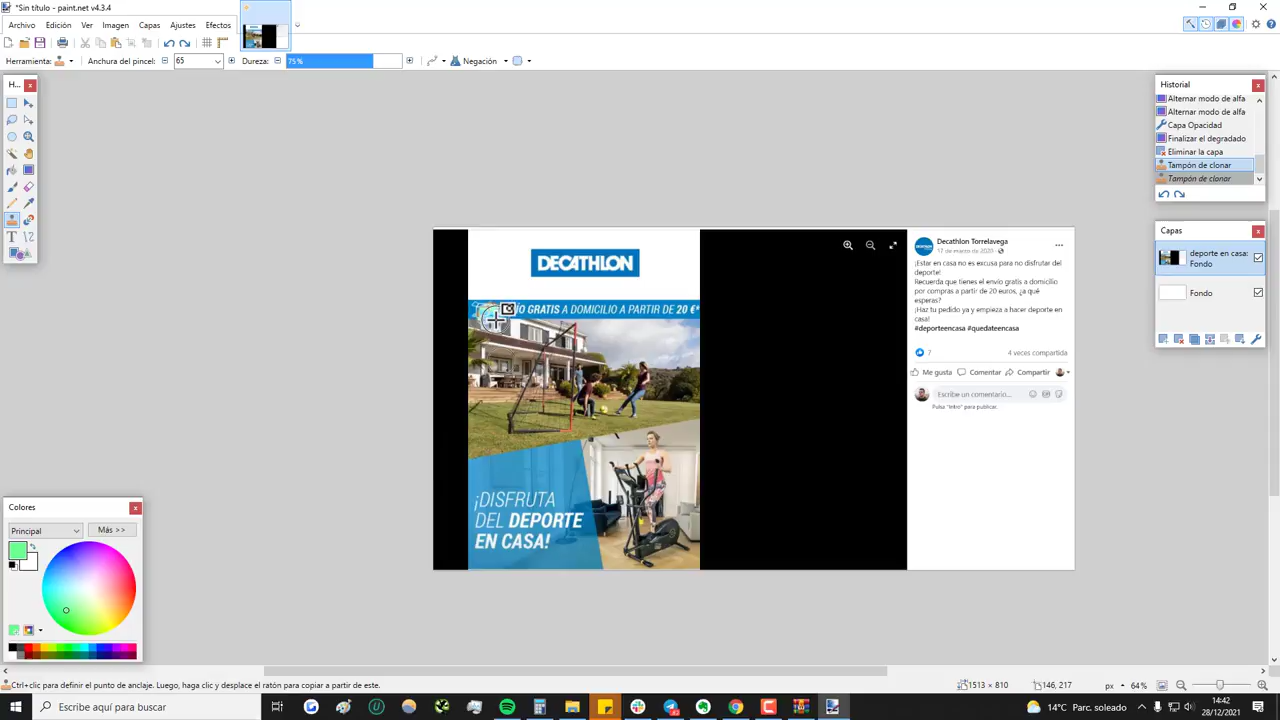 *Sin título - paint.net v4.3.4
Archivo Edición Ver Imagen Capas Ajustes Efectos
Herramienta: Anchura del pincel: 65 Dureza: 75% Negación
H...
Historial
Alternar modo de alfa
Alternar modo de alfa
Capa Opacidad
Finalizar el degradado
Eliminar la capa
Tampón de clonar
Tampón de clonar
Capas
deporte en casa:
Fondo
Fondo
DECATHLON
GRATIS A DOMICILIO A PARTIR DE 20 €*
¡DISFRUTA
DEL DEPORTE
EN CASA!
Decathlon Torrelavega
17 de marzo de 2020
¡Estar en casa no es excusa para no disfrutar del
deporte!
Recuerda que tienes el envío gratis a domicilio
por compras a partir de 20 euros, ¿a qué
esperas?
¡Haz tu pedido ya y empieza a hacer deporte en
casa!
#deporteencasa #quedateencasa
7 4 veces compartida
Me gusta Comentar Compartir
Escribe un comentario...
Pulsa "Intro" para publicar.
Colores
Principal Más >>
Ctrl+clic para definir el punto de anclaje. Luego, haga clic y desplace el ratón para copiar a partir de este.
1513 × 810 146, 217 px 64%
Escribe aquí para buscar
14°C Parc. soleado
14:42
28/12/2021